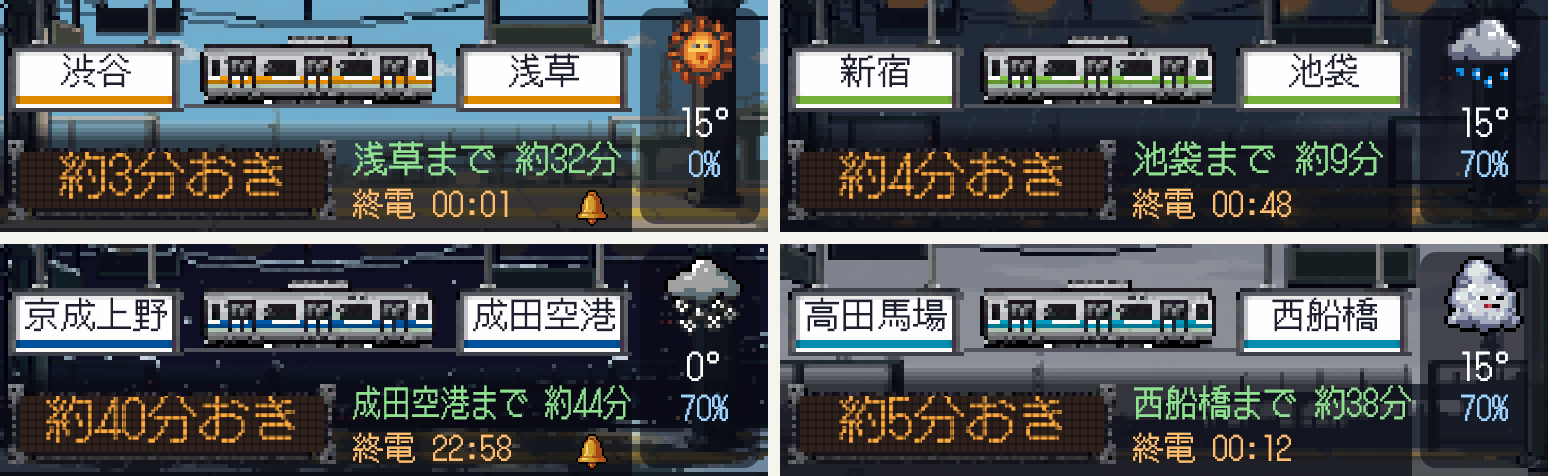 渋谷
浅草
15°
0%
約3分おき
浅草まで 約32分
終電 00:01
新宿
池袋
15°
70%
約4分おき
池袋まで 約9分
終電 00:48
京成上野
成田空港
0°
70%
約40分おき
成田空港まで 約44分
終電 22:58
高田馬場
西船橋
15°
70%
約5分おき
西船橋まで 約38分
終電 00:12